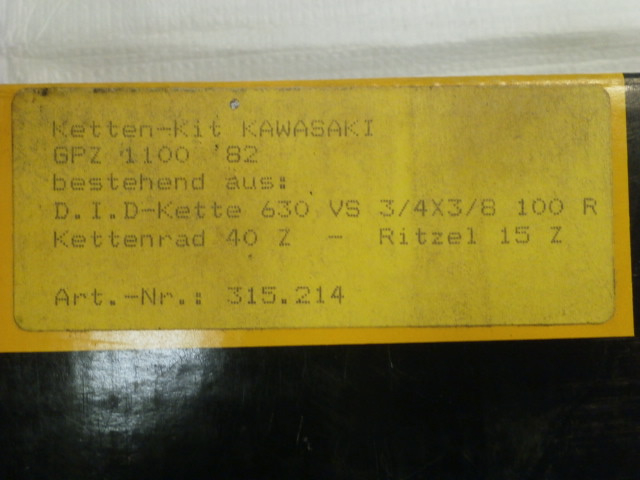 Ketten-Kit KAWASAKI
GPZ 1100 '82
bestehend aus:
D.I.D-Kette 630 VS 3/4X3/8 100 R
Kettenrad 40 Z - Ritzel 15 Z
Art.-Nr.: 315.214